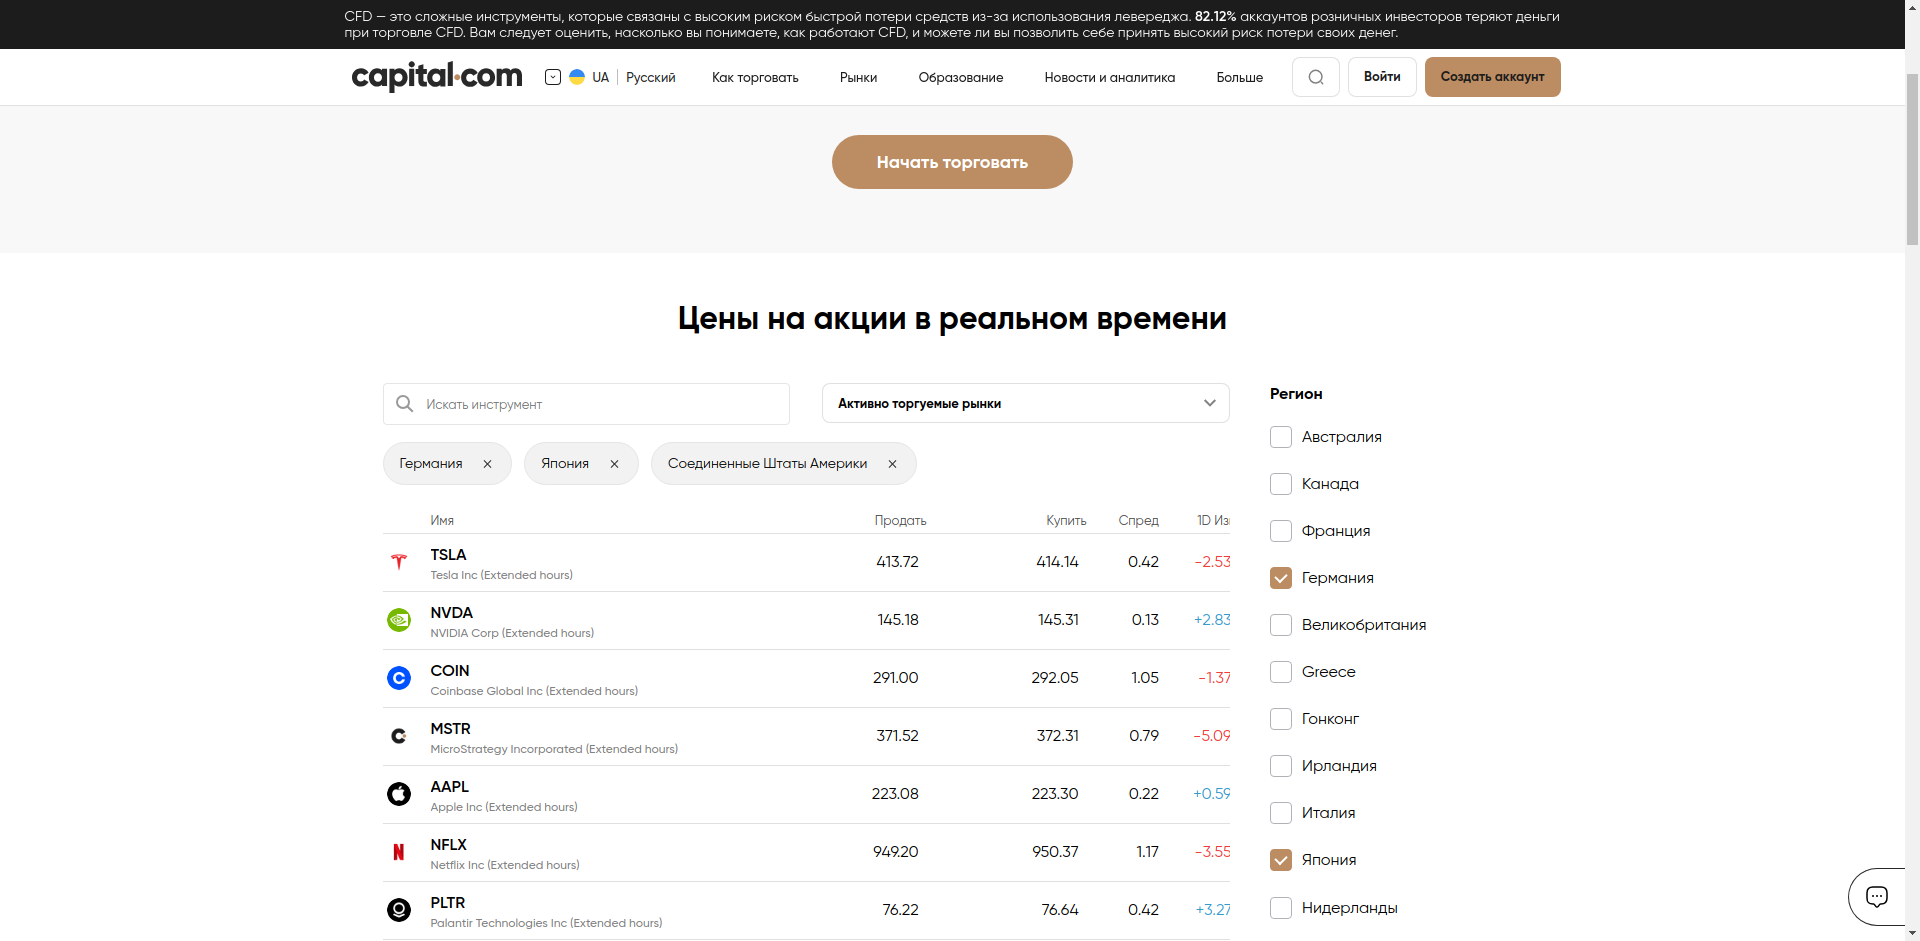 CFD — это сложные инструменты, которые связаны с высоким риском быстрой потери средств из-за использования левереджа. 82.12% аккаунтов розничных инвесторов теряют деньги
при торговле CFD. Вам следует оценить, насколько вы понимаете, как работают CFD, и можете ли вы позволить себе принять высокий риск потери своих денег.
capital.com UA Русский Как торговать Рынки Образование Новости и аналитика Больше Войти Создать аккаунт
Начать торговать
Цены на акции в реальном времени
Искать инструмент
Активно торгуемые рынки
Германия
Япония
Соединенные Штаты Америки
Имя Продать Купить Спред 1D Из
TSLA 413.72 414.14 0.42 -2.53
Tesla Inc (Extended hours)
NVDA 145.18 145.31 0.13 +2.83
NVIDIA Corp (Extended hours)
COIN 291.00 292.05 1.05 -1.37
Coinbase Global Inc (Extended hours)
MSTR 371.52 372.31 0.79 -5.09
MicroStrategy Incorporated (Extended hours)
AAPL 223.08 223.30 0.22 +0.59
Apple Inc (Extended hours)
NFLX 949.20 950.37 1.17 -3.55
Netflix Inc (Extended hours)
PLTR 76.22 76.64 0.42 +3.27
Palantir Technologies Inc (Extended hours)
Регион
Австралия
Канада
Франция
Германия
Великобритания
Greece
Гонконг
Ирландия
Италия
Япония
Нидерланды